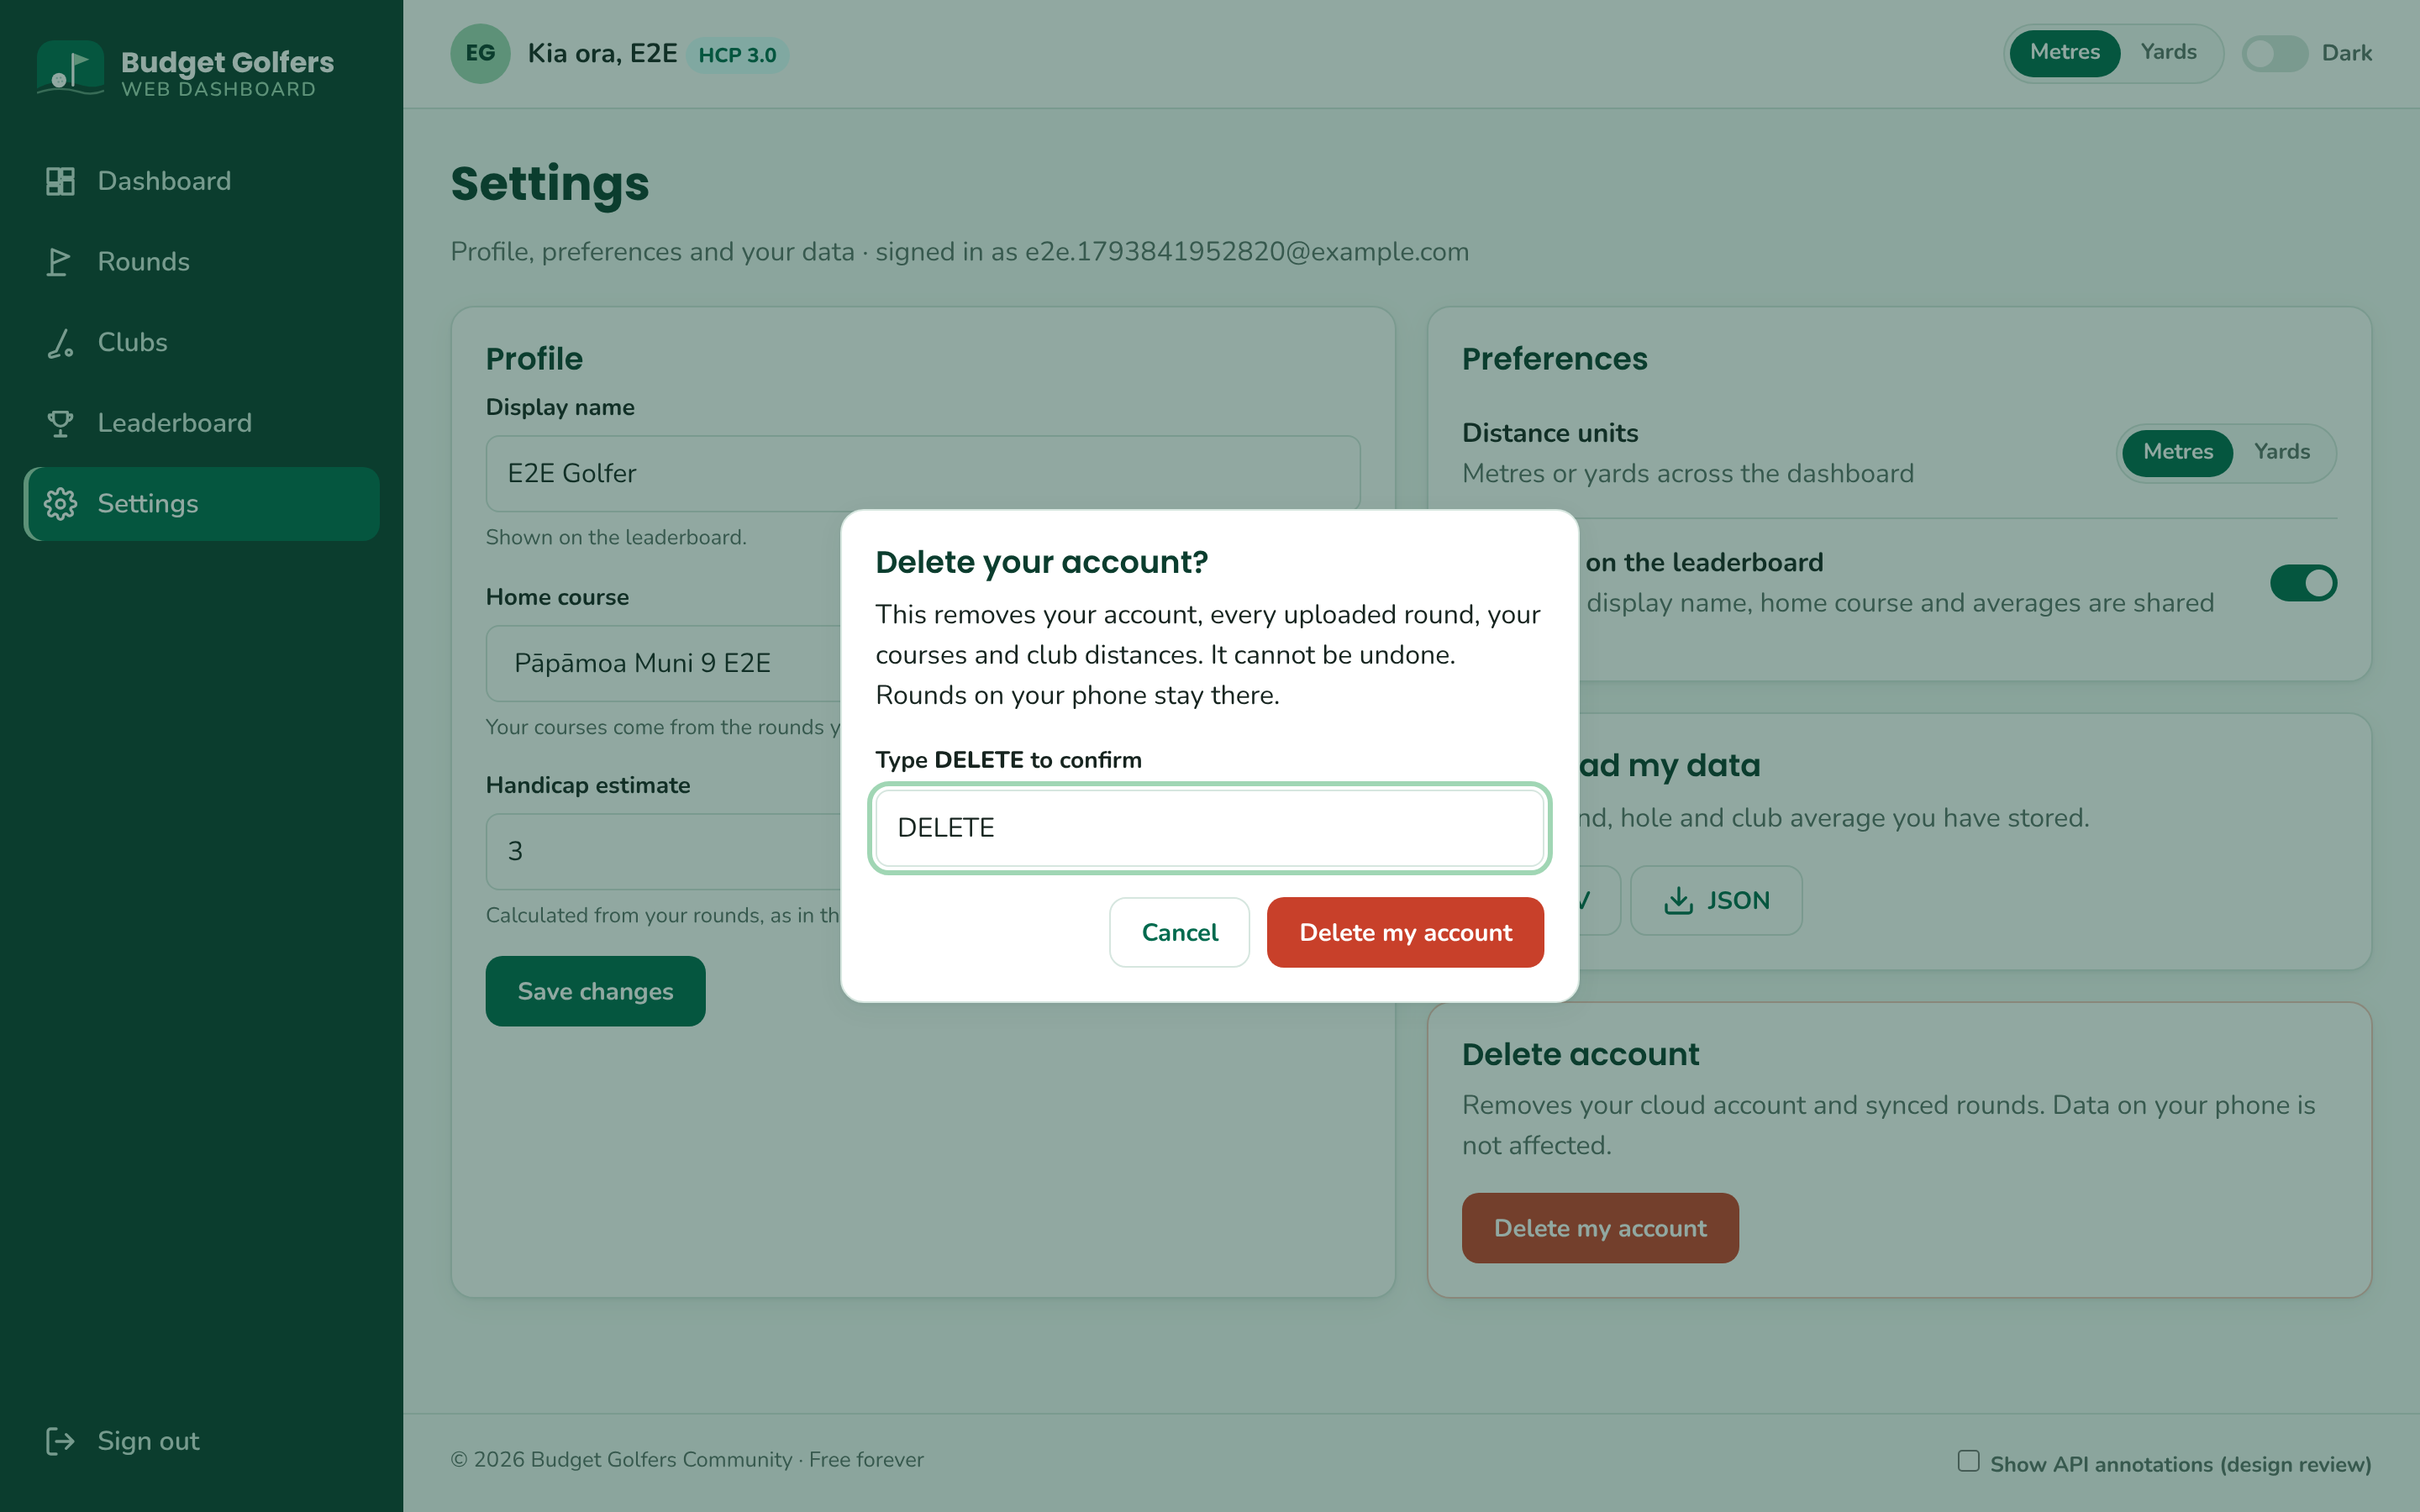 Budget Golfers
WEB DASHBOARD
Dashboard
Rounds
Clubs
Leaderboard
Settings
Sign out
EG
Kia ora, E2E
HCP 3.0
Metres
Yards
Dark
Settings
Profile, preferences and your data · signed in as e2e.1793841952820@example.com
Profile
Display name
E2E Golfer
Shown on the leaderboard.
Home course
Pāpāmoa Muni 9 E2E
Your courses come from the rounds
Handicap estimate
3
Calculated from your rounds, as in
Save changes
Preferences
Distance units
Metres or yards across the dashboard
Metres
Yards
on the leaderboard
display name, home course and averages are shared
my data
hole and club average you have stored.
JSON
Delete account
Removes your cloud account and synced rounds. Data on your phone is
not affected.
Delete my account
Delete your account?
This removes your account, every uploaded round, your
courses and club distances. It cannot be undone.
Rounds on your phone stay there.
Type DELETE to confirm
DELETE
Cancel
Delete my account
© 2026 Budget Golfers Community · Free forever
Show API annotations (design review)